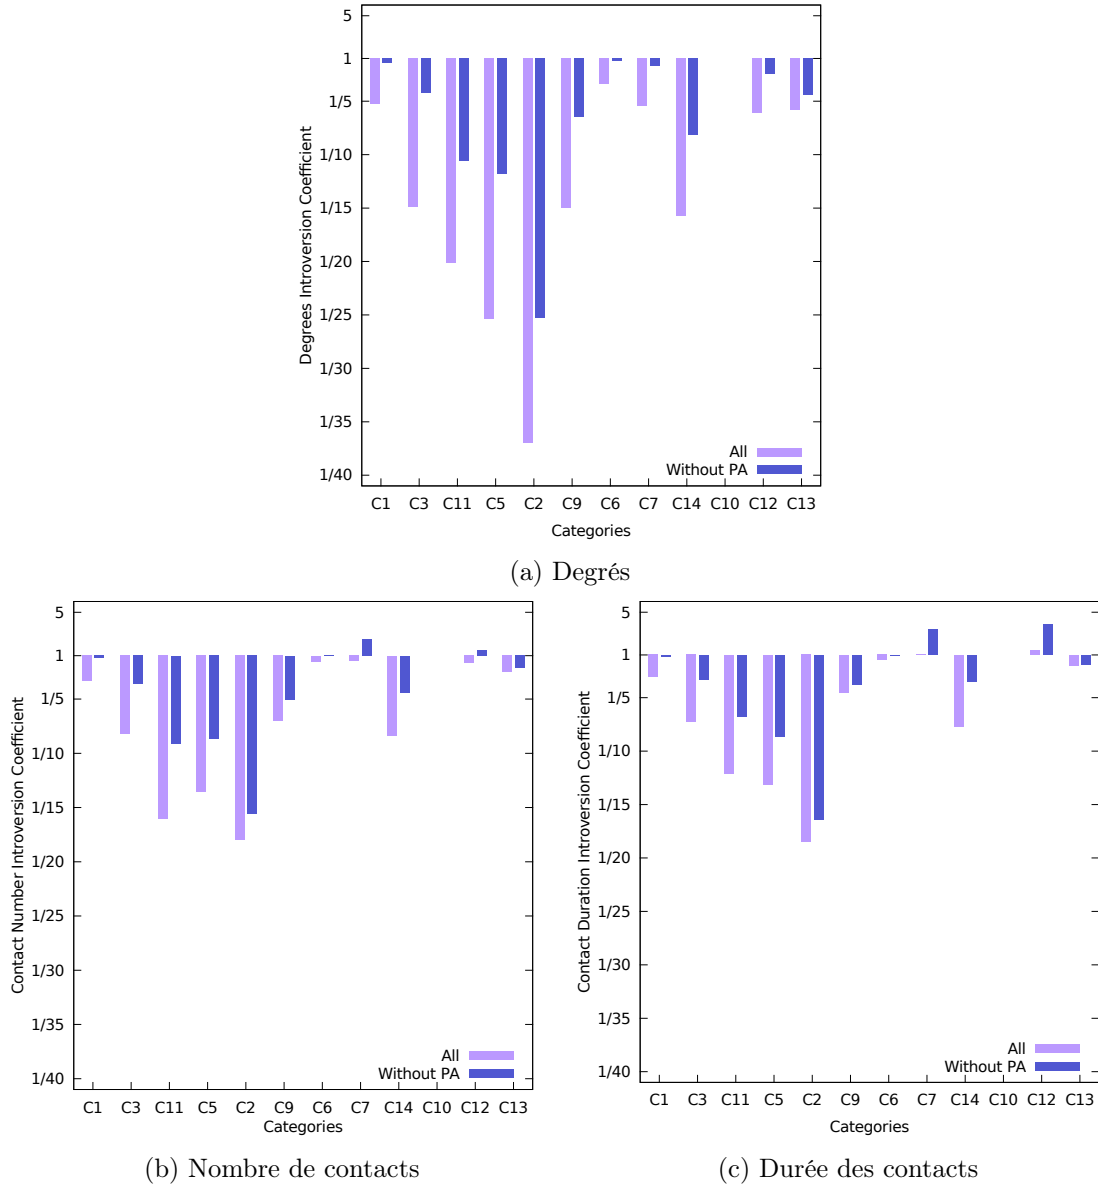 5
1
1/5
1/10
1/15
1/20
1/25
1/30
1/35
1/40
Degrees Introversion Coefficient
All
Without PA
C1 C3 C11 C5 C2 C9 C6 C7 C14 C10 C12 C13
Categories
(a) Degrés
5
1
1/5
1/10
1/15
1/20
1/25
1/30
1/35
1/40
Contact Number Introversion Coefficient
All
Without PA
C1 C3 C11 C5 C2 C9 C6 C7 C14 C10 C12 C13
Categories
(b) Nombre de contacts
5
1
1/5
1/10
1/15
1/20
1/25
1/30
1/35
1/40
Contact Duration Introversion Coefficient
All
Without PA
C1 C3 C11 C5 C2 C9 C6 C7 C14 C10 C12 C13
Categories
(c) Durée des contacts